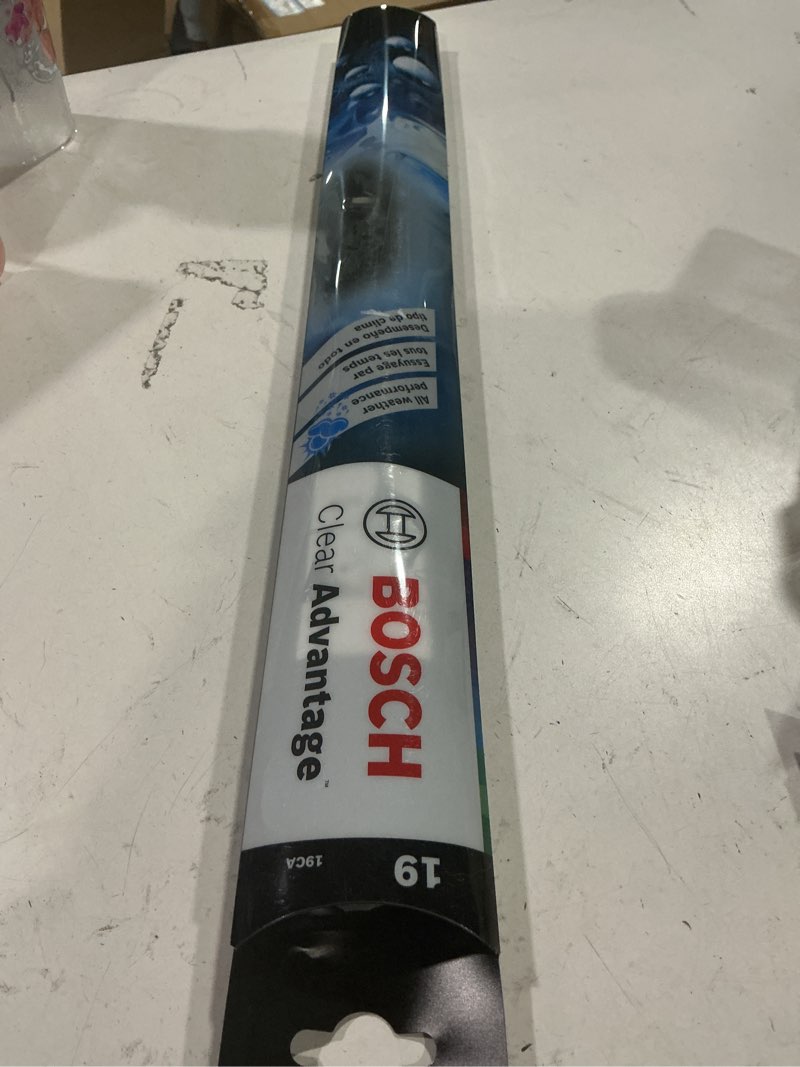 BOSCH
Clear Advantage™
All weather
performance
Essuyage par
tous les temps
Desempeño en todo
tipo de clima
19
19CA